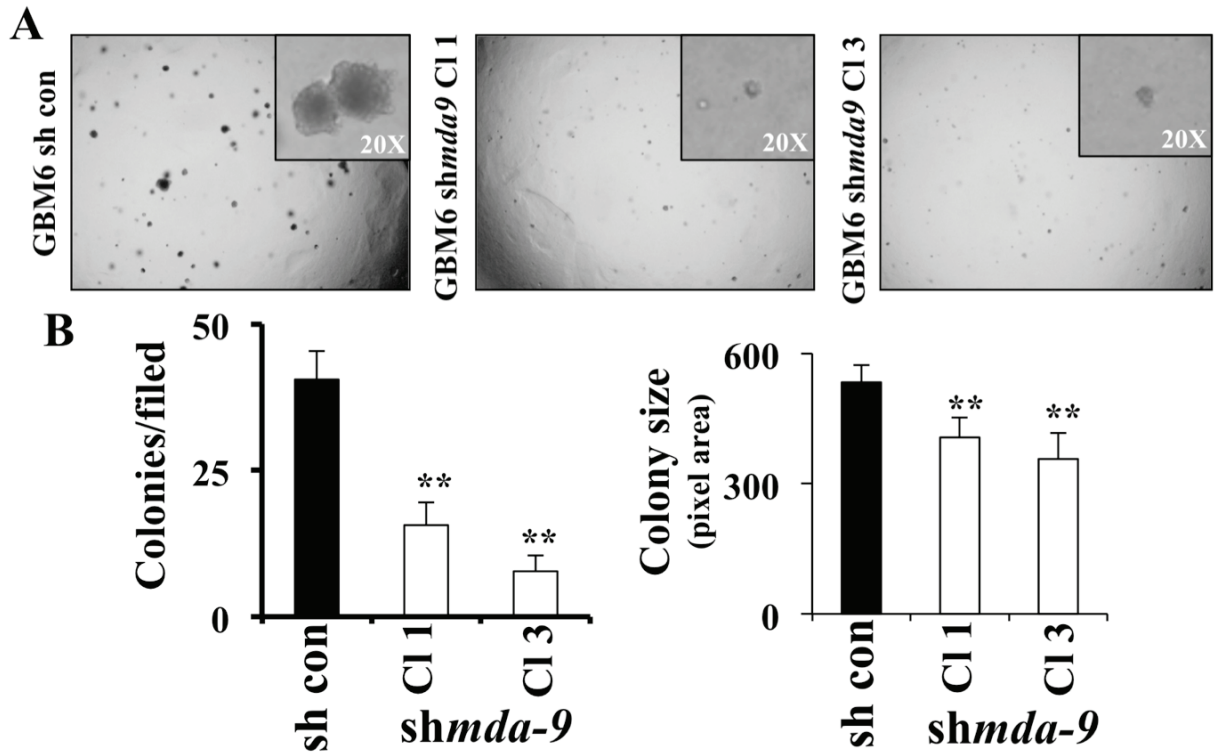 A
GBM6 sh con
20X
GBM6 shmda9 Cl 1
20X
GBM6 shmda9 Cl 3
20X
B
Colonies/filed
50
25
0
**
**
sh con
Cl 1
Cl 3
shmda-9
Colony size
(pixel area)
600
300
0
**
**
sh con
Cl 1
Cl 3
shmda-9